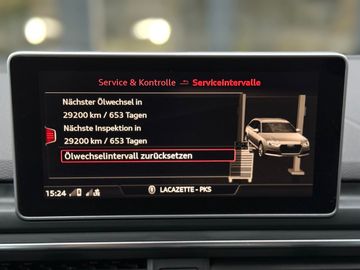 Service & Kontrolle Serviceintervalle
Nächster Ölwechsel in
29200 km / 653 Tagen
Nächste Inspektion in
29200 km / 653 Tagen
Ölwechselintervall zurücksetzen
15:24 LACAZETTE - PKS